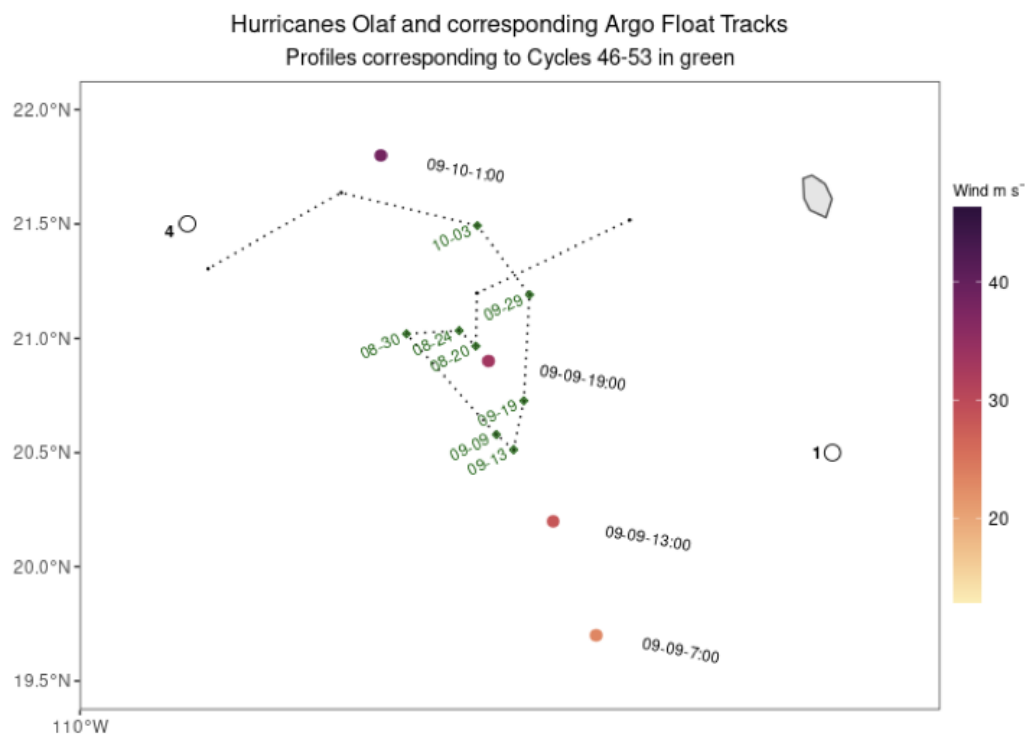 Hurricanes Olaf and corresponding Argo Float Tracks
Profiles corresponding to Cycles 46-53 in green
22.0°N
09-10-1:00
Wind m s⁻
21.5°N
4
10-03
40
09-29
21.0°N
08-30
08-24
08-20
09-09-19:00
30
09-19
09-09
09-13
20.5°N
1
20
09-09-13:00
20.0°N
09-09-7:00
19.5°N
110°W